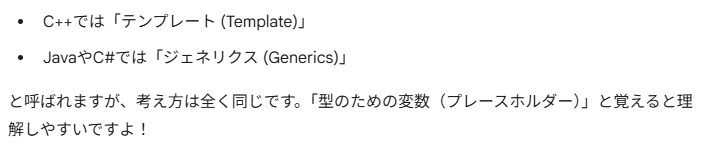 • C++では「テンプレート (Template)」
• JavaやC#では「ジェネリクス (Generics)」
と呼ばれますが、考え方は全く同じです。「型のための変数（プレースホルダー）」と覚えると理
解しやすいですよ！